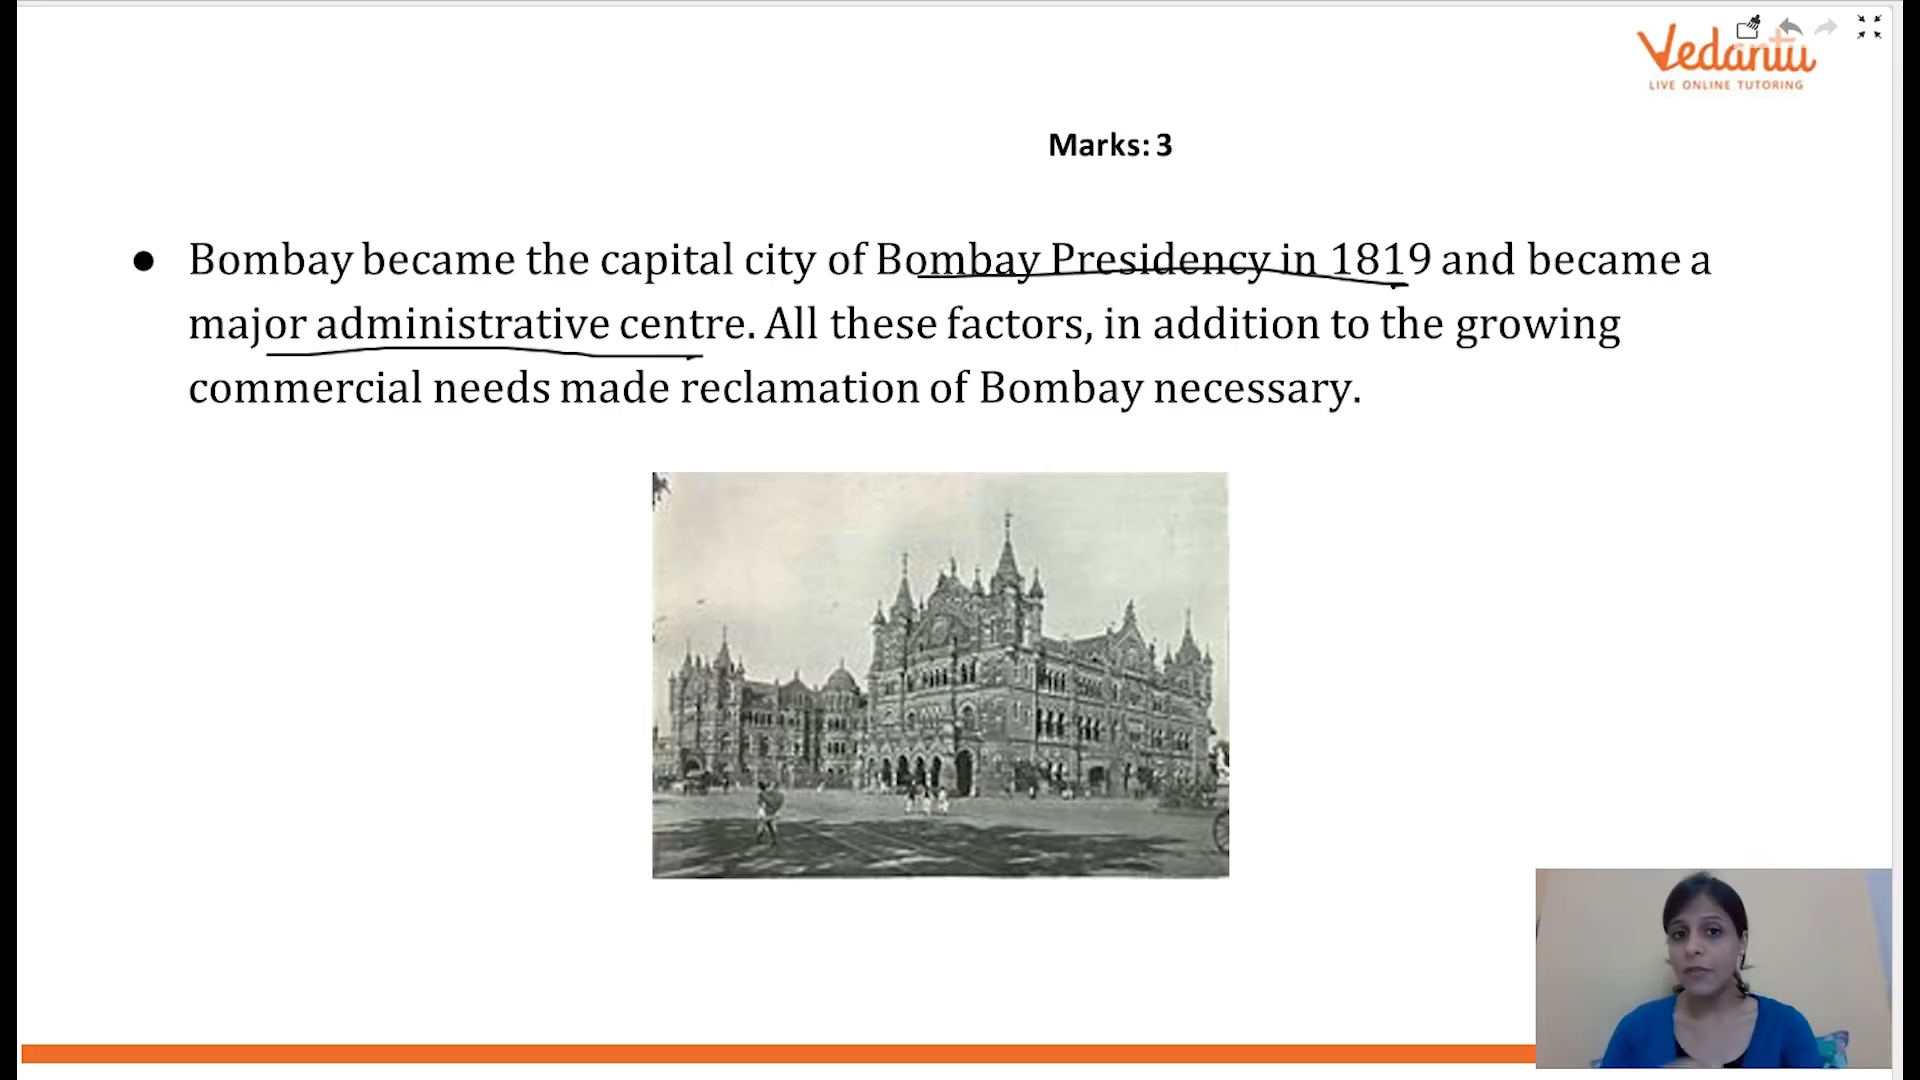 Vedantu
LIVE ONLINE TUTORING
Marks: 3
● Bombay became the capital city of Bombay Presidency in 1819 and became a
major administrative centre. All these factors, in addition to the growing
commercial needs made reclamation of Bombay necessary.